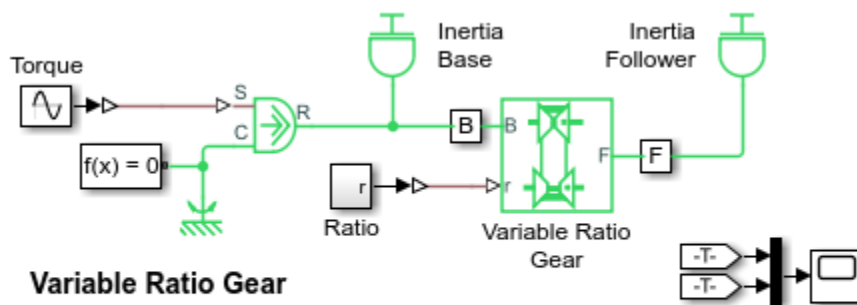 Inertia
Base
Inertia
Follower
Torque
S
C
R
B
B
F
F
f(x) = 0
r
r
Ratio
Variable Ratio
Gear
-T-
-T-
Variable Ratio Gear